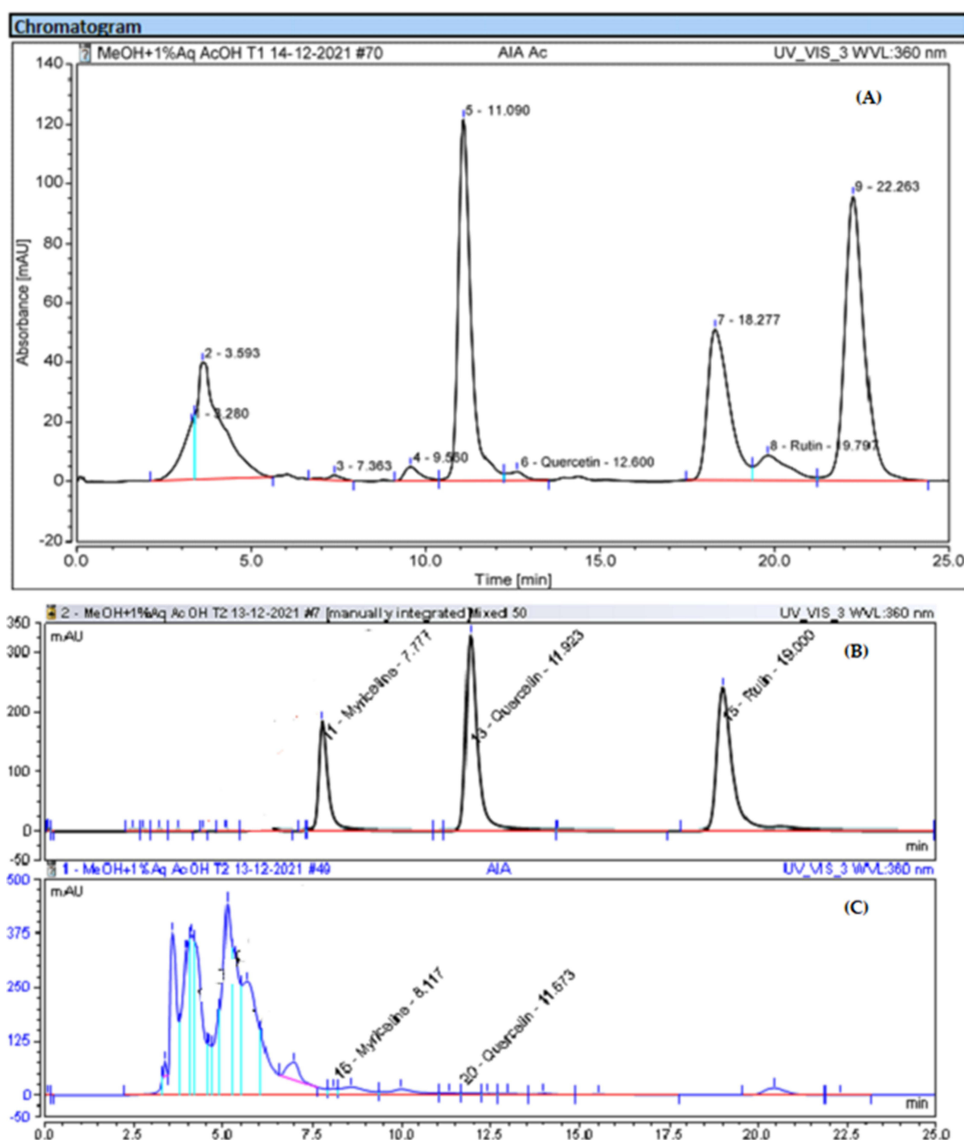 Chromatogram
MeOH+1%Aq AcOH T1 14-12-2021 #70 AIA Ac UV_VIS_3 WVL:360 nm
(A)
Absorbance [mAU]
140
120
100
80
60
40
20
0
-20
2 - 3.593
3.280
3 - 7.363
4 - 9.560
5 - 11.090
6 - Quercetin - 12.600
7 - 18.277
8 - Rutin - 19.797
9 - 22.263
0.0 5.0 10.0 15.0 20.0 25.0
Time [min]
2 - MeOH+1%Aq AcOH T2 13-12-2021 #7 [manually integrated] Mixed 50 UV_VIS_3 WVL:360 nm
mAU
(B)
350
300
200
100
0
-50
11 - Myricetine - 7.777
13 - Quercetin - 11.923
15 - Rutin - 19.000
min
1 - MeOH+1%Aq AcOH T2 13-12-2021 #49 AIA UV_VIS_3 WVL:360 nm
mAU
(C)
500
375
250
125
0
-50
16 - Myricetine - 8.117
20 - Quercetin - 11.673
min
0.0 2.5 5.0 7.5 10.0 12.5 15.0 17.5 20.0 22.5 25.0